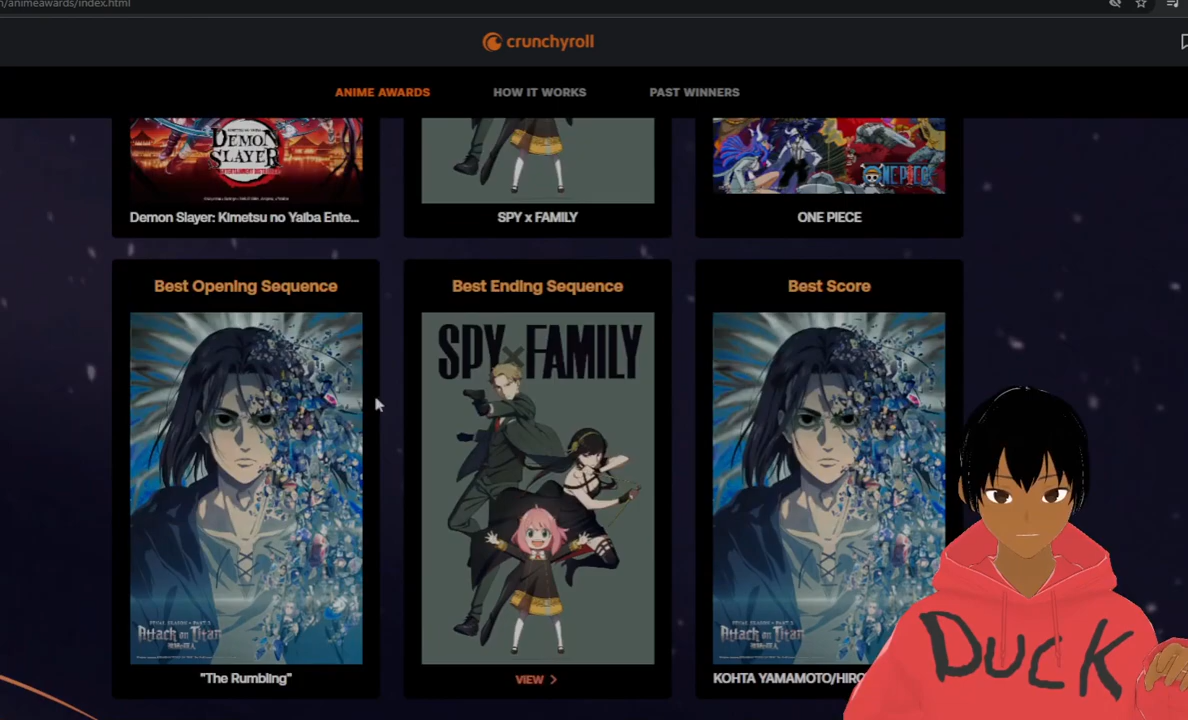 n/animeawards/index.html
crunchyroll
ANIME AWARDS HOW IT WORKS PAST WINNERS
DEMON
SLAYER
ONE PIECE
Demon Slayer: Kimetsu no Yaiba Ente...
SPY x FAMILY
ONE PIECE
Best Opening Sequence
Best Ending Sequence
Best Score
SPY×FAMILY
Attack on Titan
Attack on Titan
"The Rumbling"
VIEW >
KOHTA YAMAMOTO/HIRO
DUCK